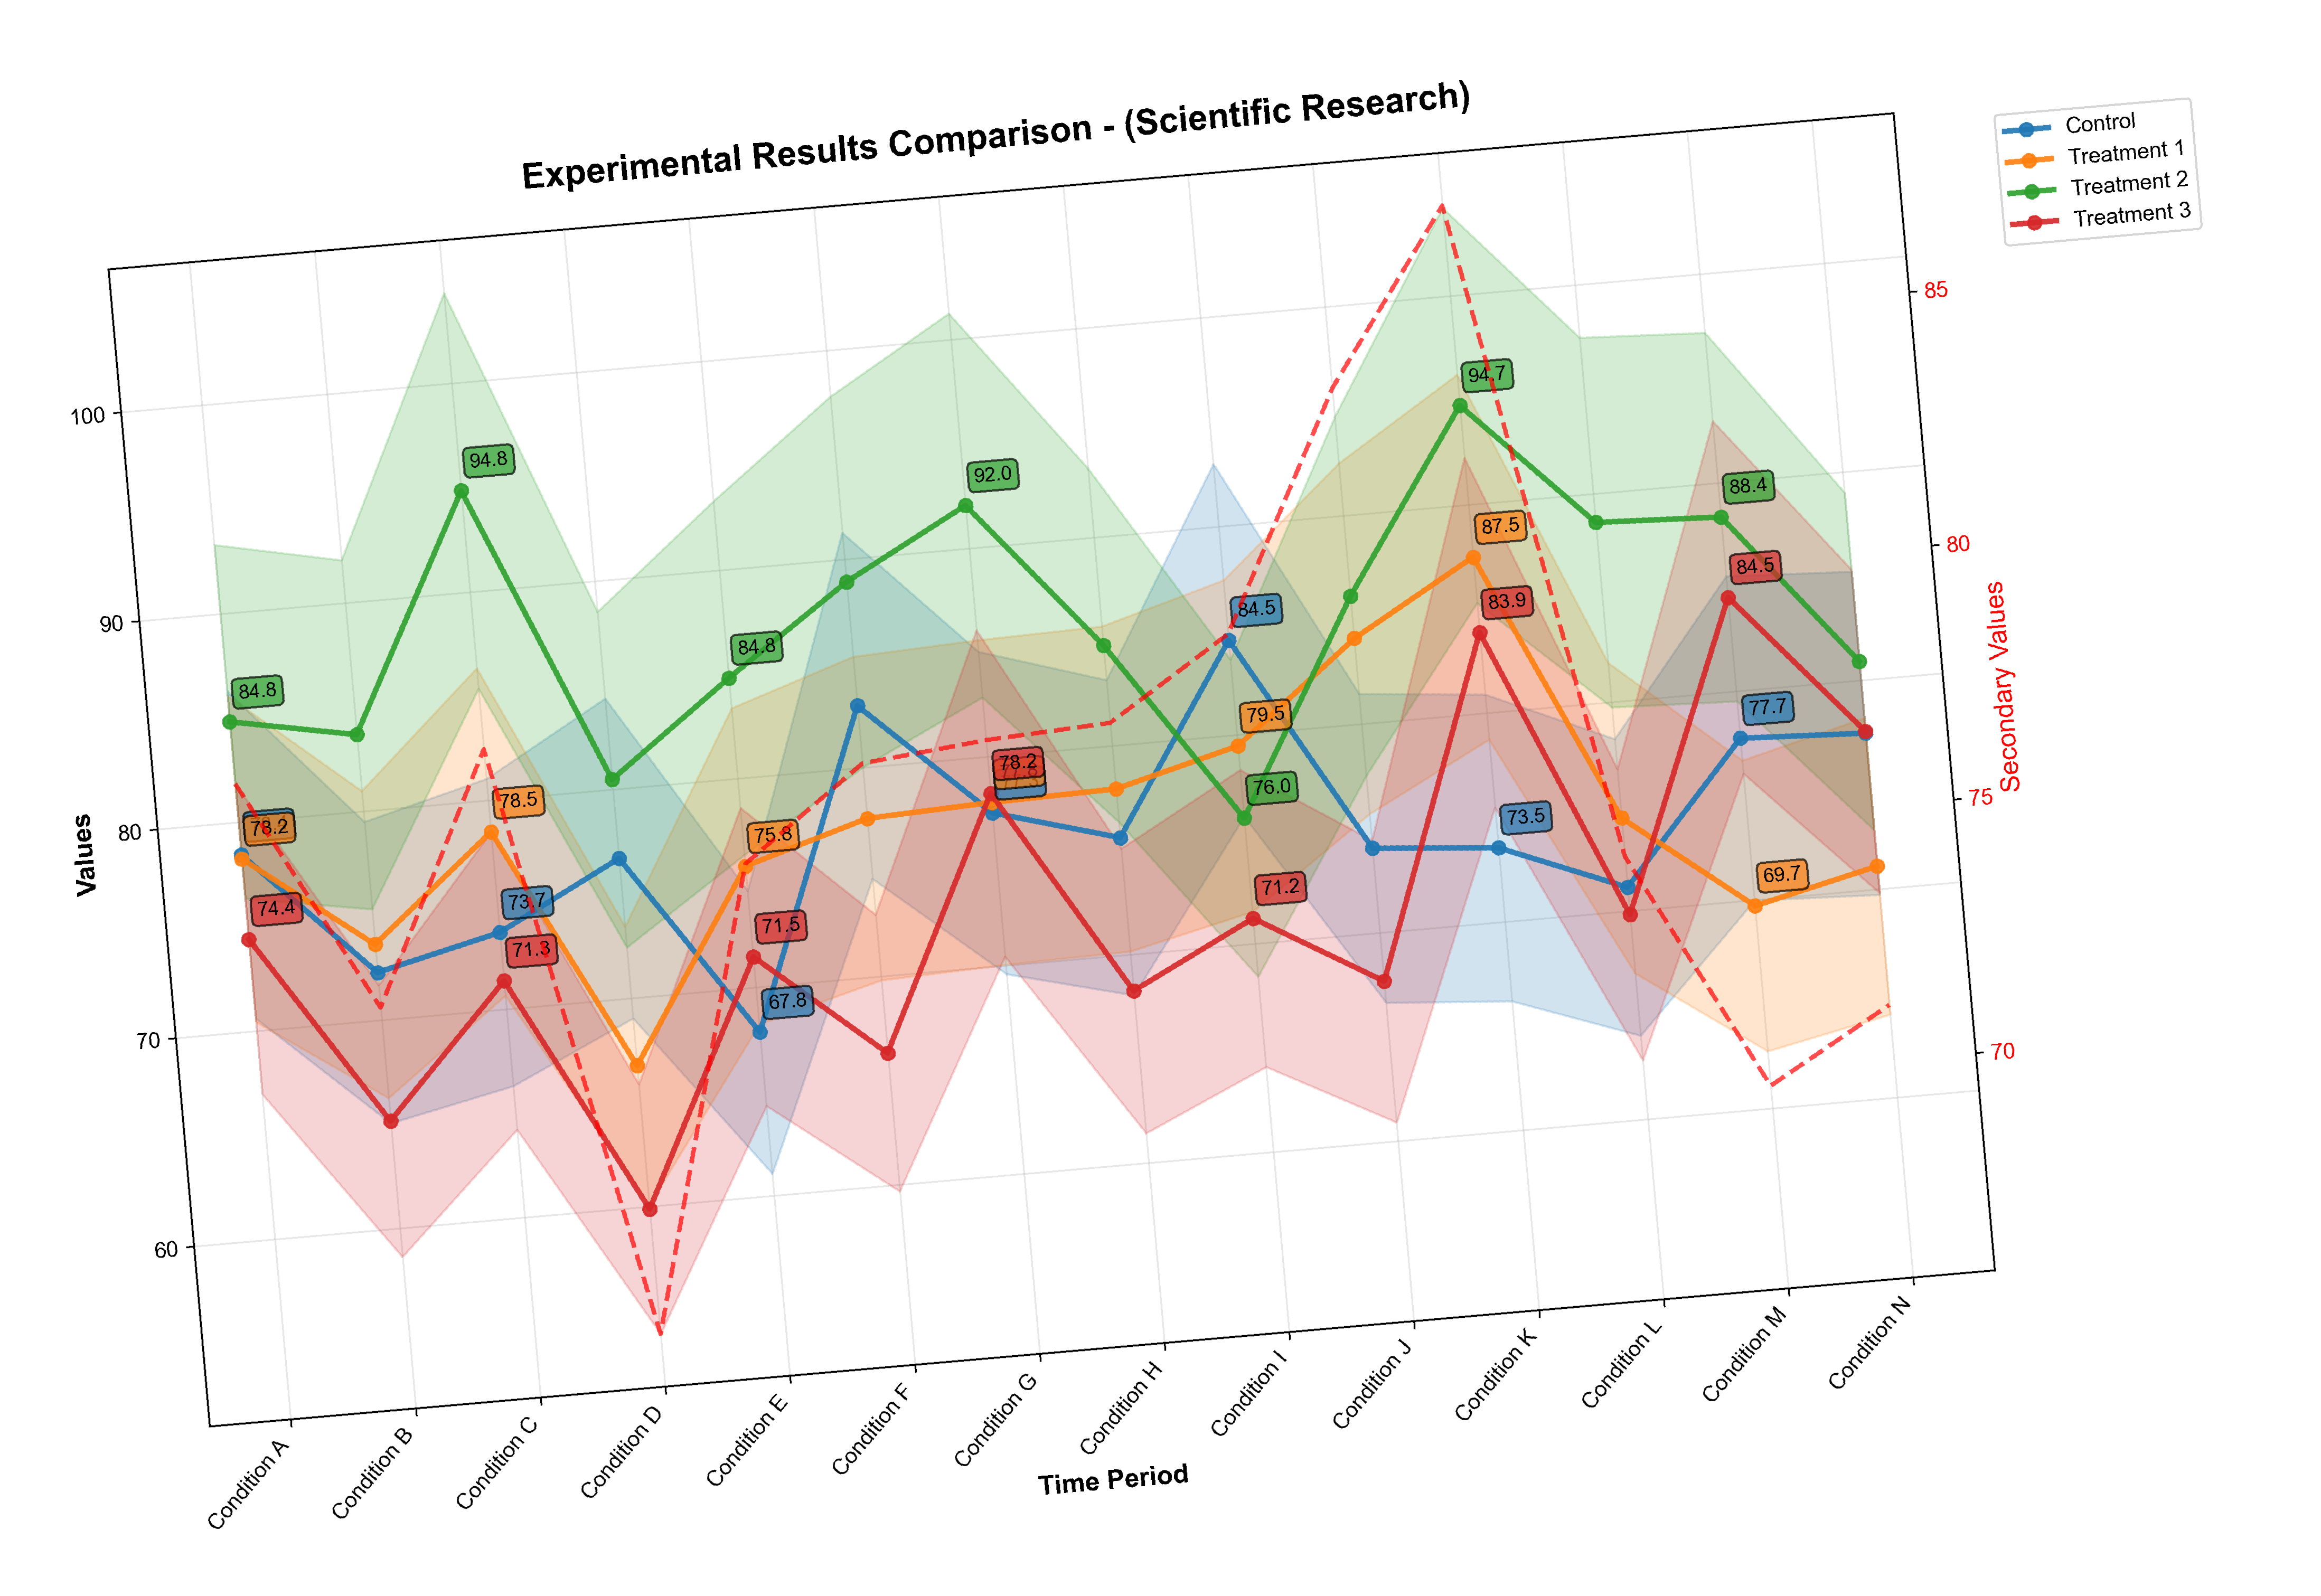 Experimental Results Comparison - (Scientific Research)
Control
Treatment 1
Treatment 2
Treatment 3
Values
100
90
80
70
60
85
80
75
70
Secondary Values
84.8
94.8
84.8
92.0
76.0
94.7
88.4
78.2
78.5
75.8
79.5
87.5
69.7
73.7
67.8
84.5
73.5
77.7
74.4
71.3
71.5
78.2
71.2
83.9
84.5
Condition A
Condition B
Condition C
Condition D
Condition E
Condition F
Condition G
Condition H
Condition I
Condition J
Condition K
Condition L
Condition M
Condition N
Time Period